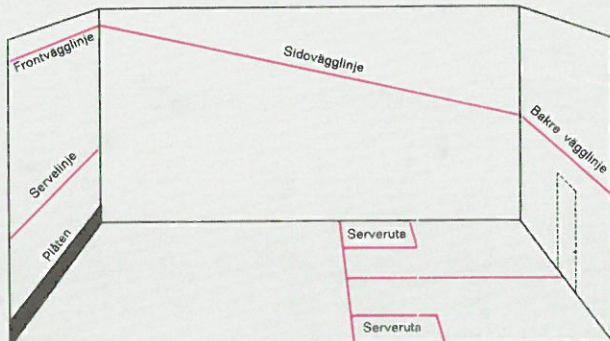 Frontvägglinje
Sidovägglinje
Bakre vägglinje
Servelinje
Plåten
Serveruta
Serveruta